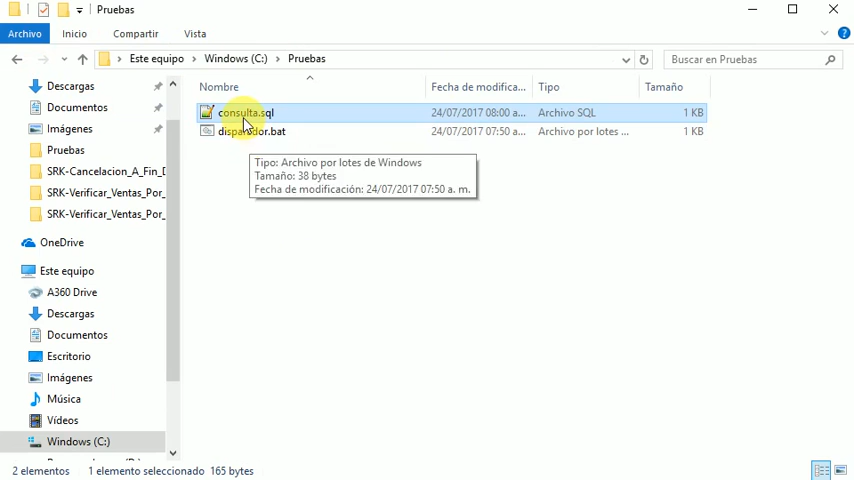 Pruebas
Archivo Inicio Compartir Vista
Este equipo Windows (C:) Pruebas Buscar en Pruebas
Nombre Fecha de modifica... Tipo Tamaño
consulta.sql 24/07/2017 08:00 a... Archivo SQL 1 KB
disparador.bat 24/07/2017 07:50 a... Archivo por lotes ... 1 KB
Tipo: Archivo por lotes de Windows
Tamaño: 38 bytes
Fecha de modificación: 24/07/2017 07:50 a. m.
Descargas
Documentos
Imágenes
Pruebas
SRK-Cancelacion_A_Fin_D
SRK-Verificar_Ventas_Por_
SRK-Verificar_Ventas_Por_
OneDrive
Este equipo
A360 Drive
Descargas
Documentos
Escritorio
Imágenes
Música
Vídeos
Windows (C:)
2 elementos 1 elemento seleccionado 165 bytes